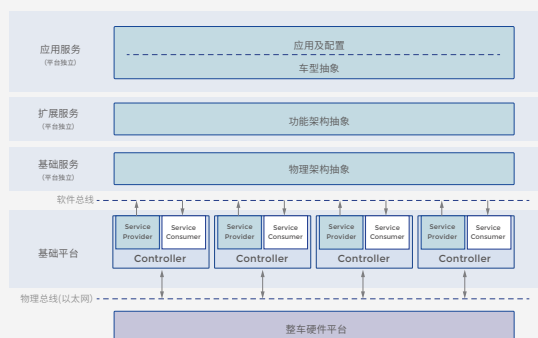 应用服务
(平台独立)
应用及配置
车型抽象
扩展服务
(平台独立)
功能架构抽象
基础服务
(平台独立)
物理架构抽象
软件总线
基础平台
Service
Provider
Service
Consumer
Controller
Service
Provider
Service
Consumer
Controller
Service
Provider
Service
Consumer
Controller
Service
Provider
Service
Consumer
Controller
物理总线(以太网)
整车硬件平台